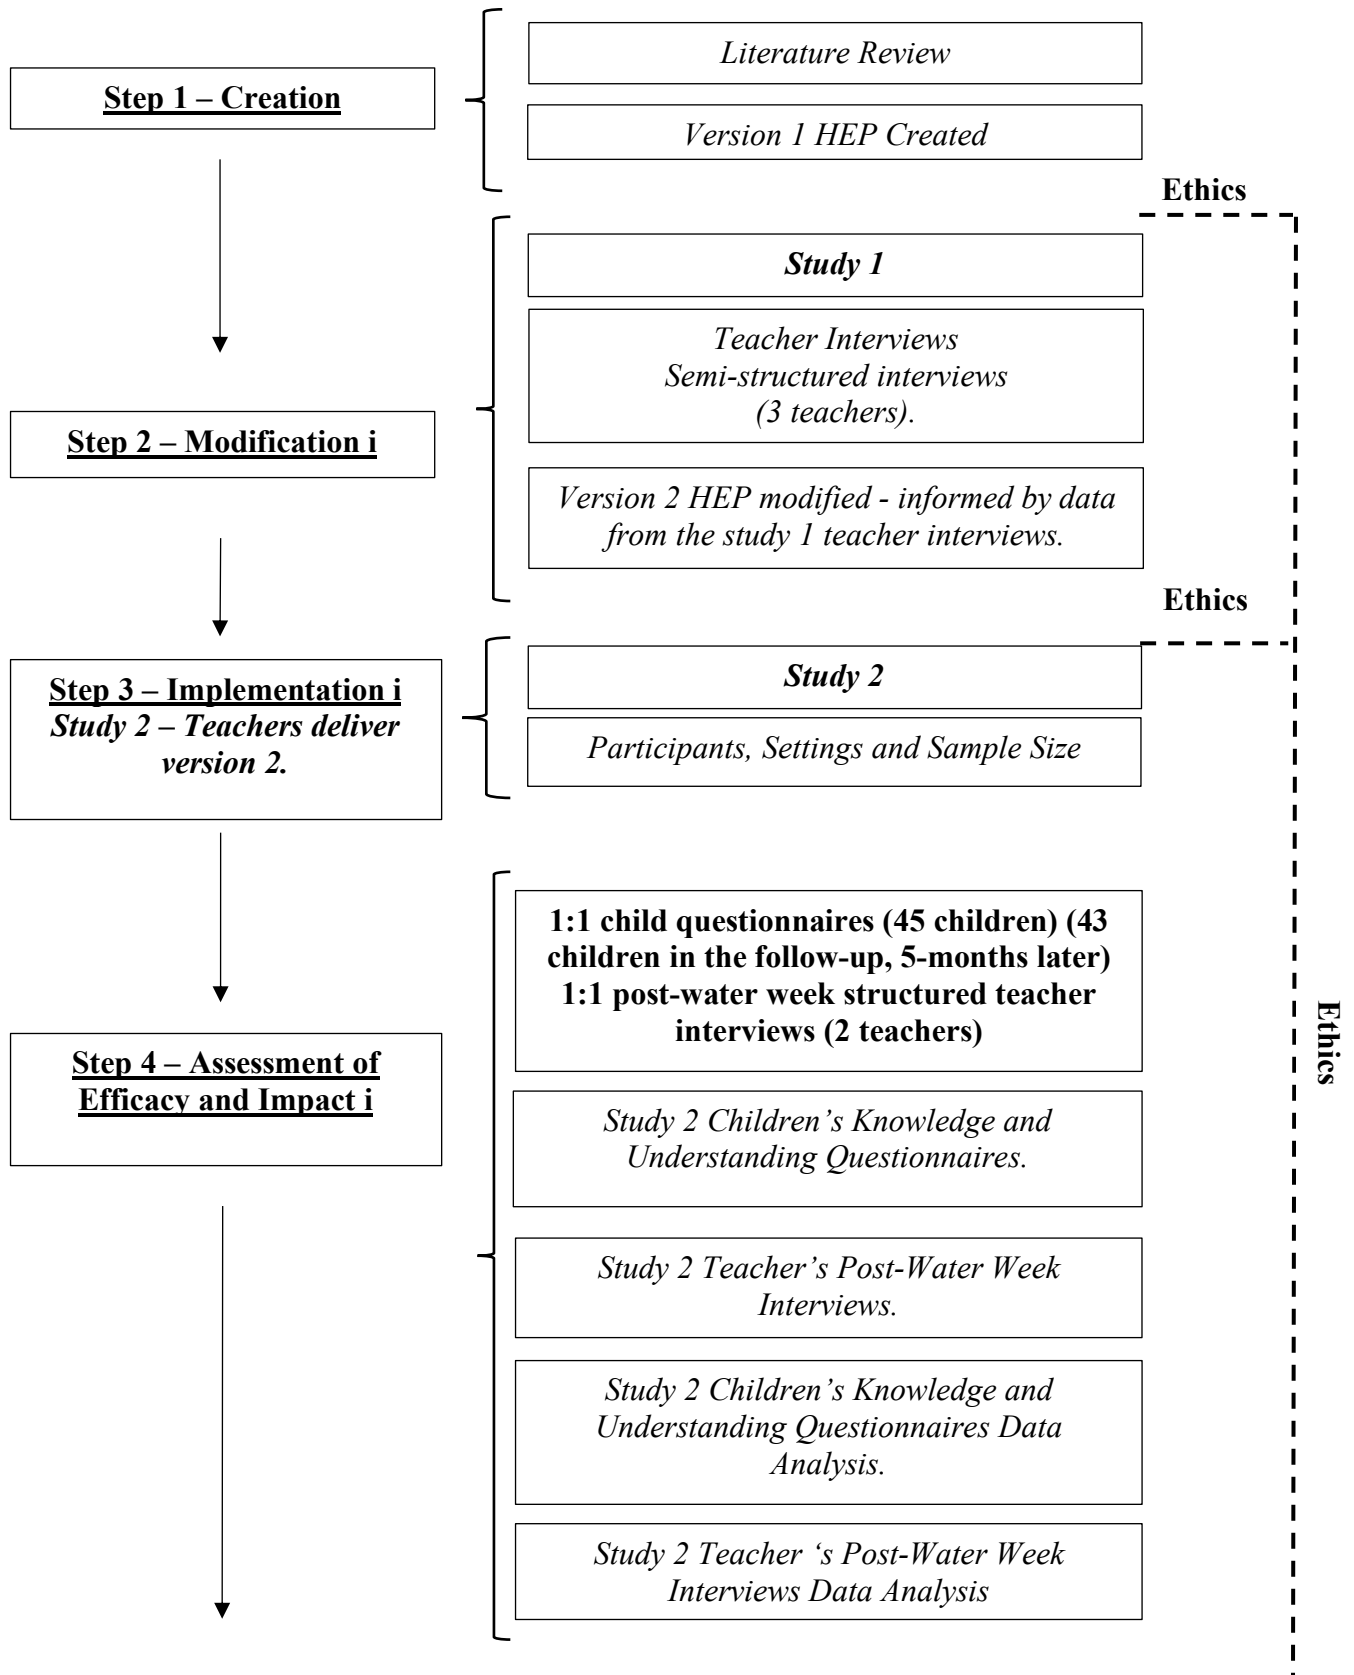 Step 1 – Creation
Literature Review
Version 1 HEP Created
Ethics
Step 2 – Modification i
Study 1
Teacher Interviews
Semi-structured interviews
(3 teachers).
Version 2 HEP modified - informed by data
from the study 1 teacher interviews.
Ethics
Step 3 – Implementation i
Study 2 – Teachers deliver
version 2.
Study 2
Participants, Settings and Sample Size
Step 4 – Assessment of
Efficacy and Impact i
1:1 child questionnaires (45 children) (43
children in the follow-up, 5-months later)
1:1 post-water week structured teacher
interviews (2 teachers)
Study 2 Children’s Knowledge and
Understanding Questionnaires.
Study 2 Teacher’s Post-Water Week
Interviews.
Study 2 Children’s Knowledge and
Understanding Questionnaires Data
Analysis.
Study 2 Teacher ‘s Post-Water Week
Interviews Data Analysis
Ethics